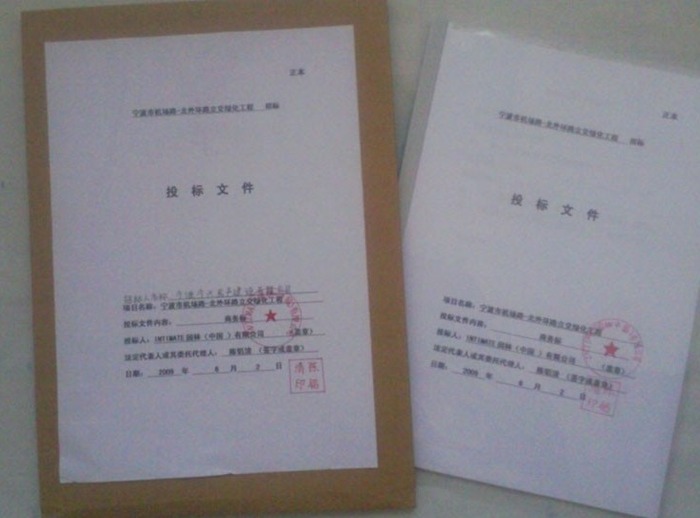 正本
宁波市机场路-北外环路立交绿化工程 招标
投标文件
项目名称：宁波市机场路-北外环路立交绿化工程
投标文件内容： 商务标
投标人：INTIMATE园林（中国）有限公司 （盖章）
法定代表人或其委托代理人： （签字或盖章）
日期： 2009 年 6 月 2 日
正本
宁波市机场路-北外环路立交绿化工程 招标
投标文件
项目名称：宁波市机场路-北外环路立交绿化工程
投标文件内容： 商务标
投标人：INTIMATE园林（中国）有限公司 （盖章）
法定代表人或其委托代理人： （签字或盖章）
日期： 2009 年 6 月 2 日